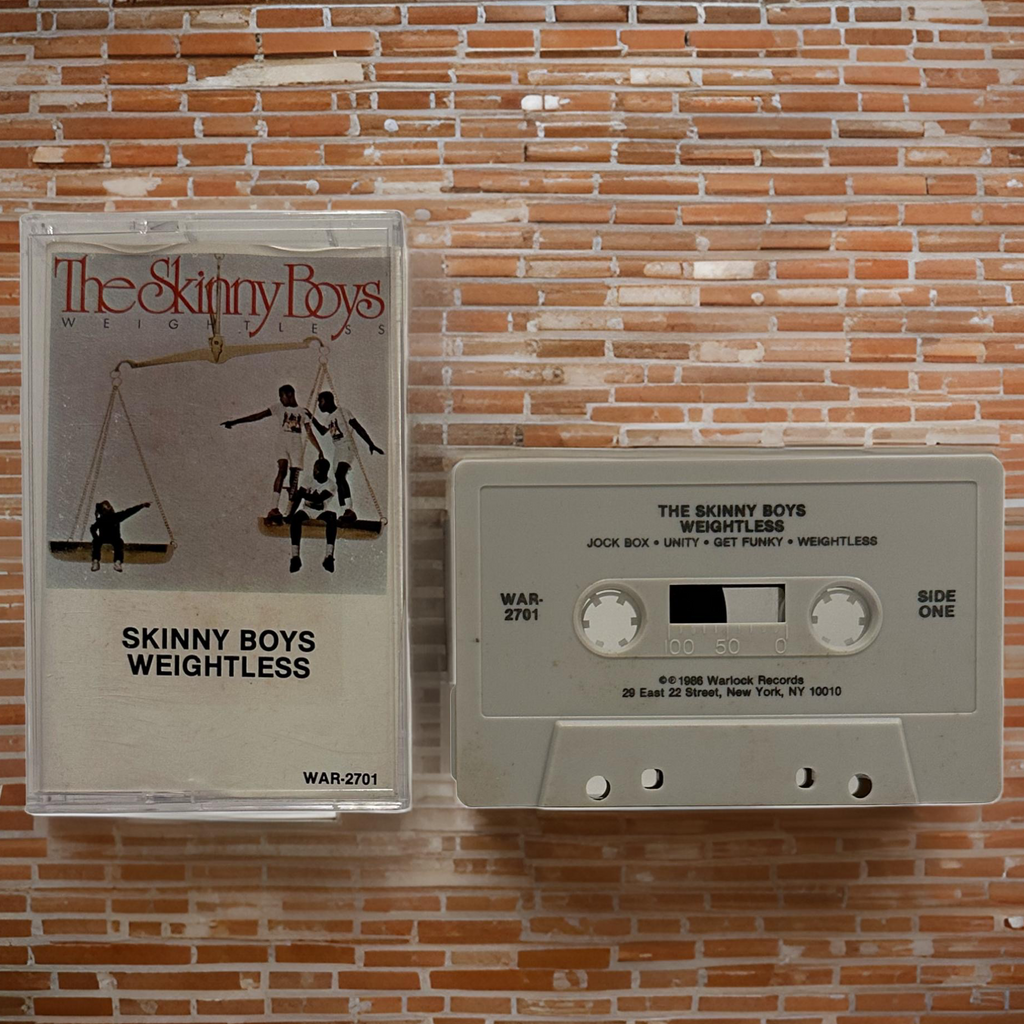 The Skinny Boys
WEIGHTLESS
SKINNY BOYS
WEIGHTLESS
WAR-2701
THE SKINNY BOYS
WEIGHTLESS
JOCK BOX • UNITY • GET FUNKY • WEIGHTLESS
WAR-
2701
SIDE
ONE
100 50 0
©℗1986 Warlock Records
29 East 22 Street, New York, NY 10010